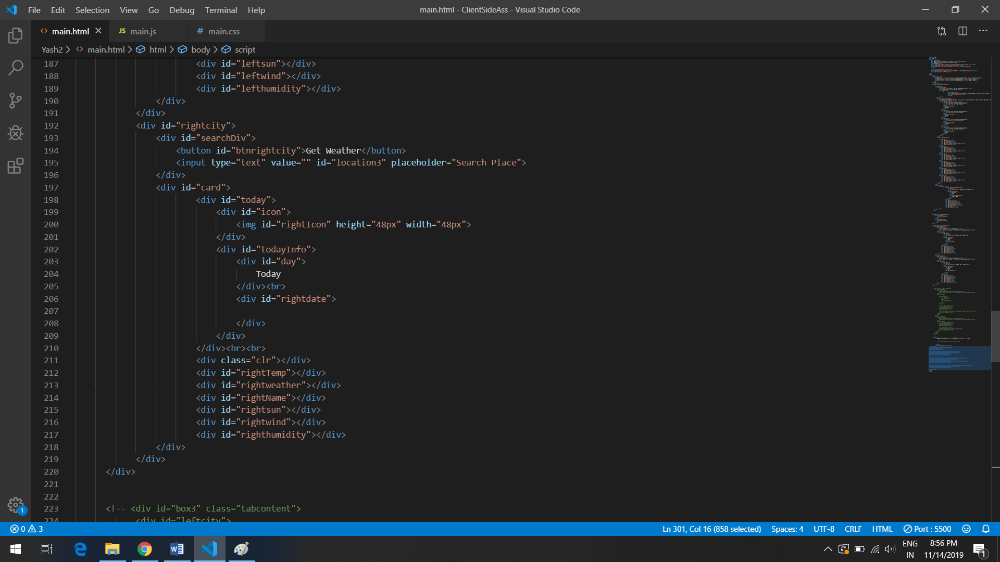 File Edit Selection View Go Debug Terminal Help
main.html - ClientSideAss - Visual Studio Code
main.html
JS main.js
# main.css
Yash2 > main.html > html > body > script
187 <div id="leftsun"></div>
188 <div id="leftwind"></div>
189 <div id="lefthumidity"></div>
190 </div>
191 </div>
192 <div id="rightcity">
193 <div id="searchDiv">
194 <button id="btnrightcity">Get Weather</button>
195 <input type="text" value="" id="location3" placeholder="Search Place">
196 </div>
197 <div id="card">
198 <div id="today">
199 <div id="icon">
200 <img id="rightIcon" height="48px" width="48px">
201 </div>
202 <div id="todayInfo">
203 <div id="day">
204 Today
205 </div><br>
206 <div id="rightdate">
207
208 </div>
209 </div>
210 </div><br><br>
211 <div class="clr"></div>
212 <div id="rightTemp"></div>
213 <div id="rightweather"></div>
214 <div id="rightName"></div>
215 <div id="rightsun"></div>
216 <div id="rightwind"></div>
217 <div id="righthumidity"></div>
218 </div>
219 </div>
220 </div>
221
222
223 <!-- <div id="box3" class="tabcontent">
224 <div id="leftcity">
1
0 3
Ln 301, Col 16 (858 selected) Spaces: 4 UTF-8 CRLF HTML Port : 5500
ENG
IN
8:56 PM
11/14/2019
1